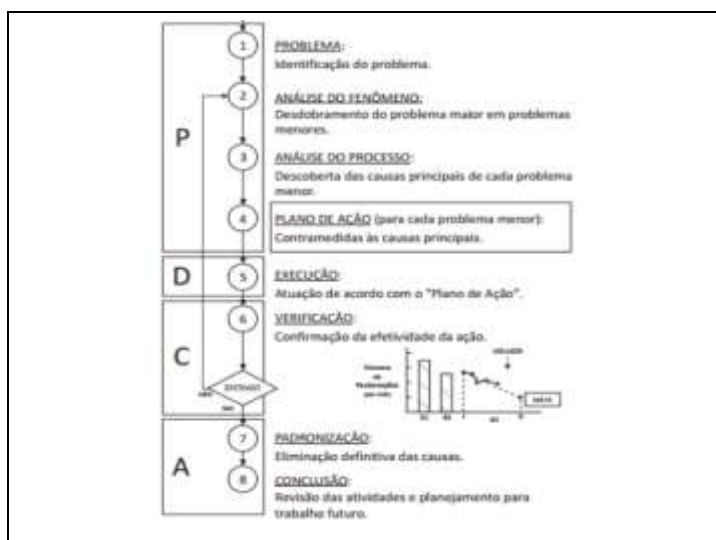 P
1
PROBLEMA:
Identificação do problema.
2
ANÁLISE DO FENÔMENO:
Desdobramento do problema maior em problemas
menores.
3
ANÁLISE DO PROCESSO:
Descoberta das causas principais de cada problema
menor.
4
PLANO DE AÇÃO (para cada problema menor):
Contramedidas às causas principais.
D
5
EXECUÇÃO:
Atuação de acordo com o "Plano de Ação".
C
6
VERIFICAÇÃO:
Confirmação da efetividade da ação.
EFETIVO?
NÃO
SIM
META
A
7
PADRONIZAÇÃO:
Eliminação definitiva das causas.
8
CONCLUSÃO:
Revisão das atividades e planejamento para
trabalho futuro.